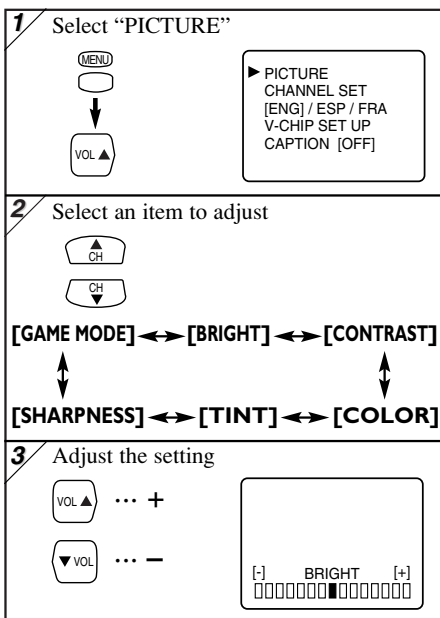 1 Select “PICTURE”
MENU
VOL ▲
▶ PICTURE
CHANNEL SET
[ENG] / ESP / FRA
V-CHIP SET UP
CAPTION [OFF]
2 Select an item to adjust
▲
CH
CH
▼
[GAME MODE] ↔ [BRIGHT] ↔ [CONTRAST]
[SHARPNESS] ↔ [TINT] ↔ [COLOR]
3 Adjust the setting
VOL ▲ ... +
▼ VOL ... –
[-] BRIGHT [+]